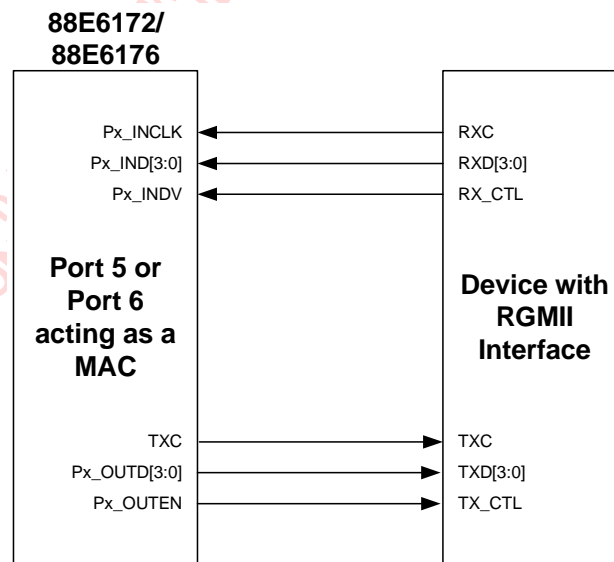 88E6172/
88E6176
Px_INCLK
RXC
Px_IND[3:0]
RXD[3:0]
Px_INDV
RX_CTL
Port 5 or
Port 6
acting as a
MAC
Device with
RGMII
Interface
TXC
TXC
Px_OUTD[3:0]
TXD[3:0]
Px_OUTEN
TX_CTL